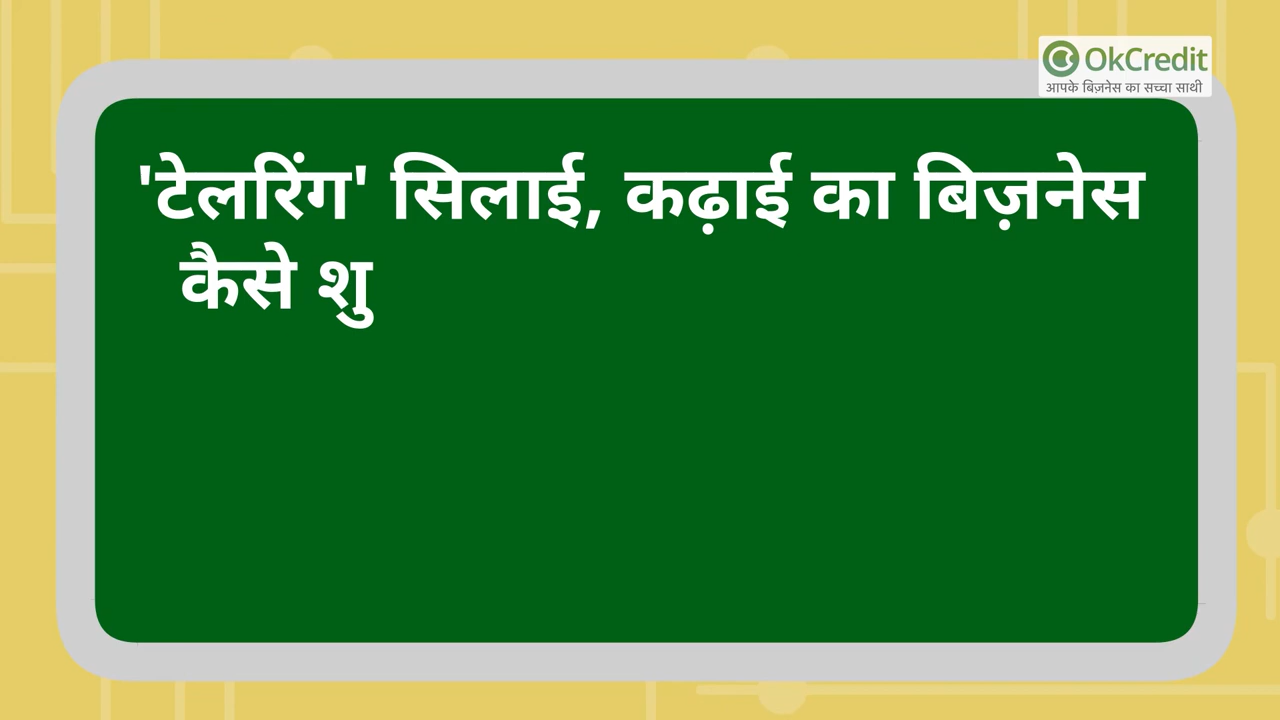 OkCredit
आपके बिज़नेस का सच्चा साथी
'टेलरिंग' सिलाई, कढ़ाई का बिज़नेस
कैसे शु